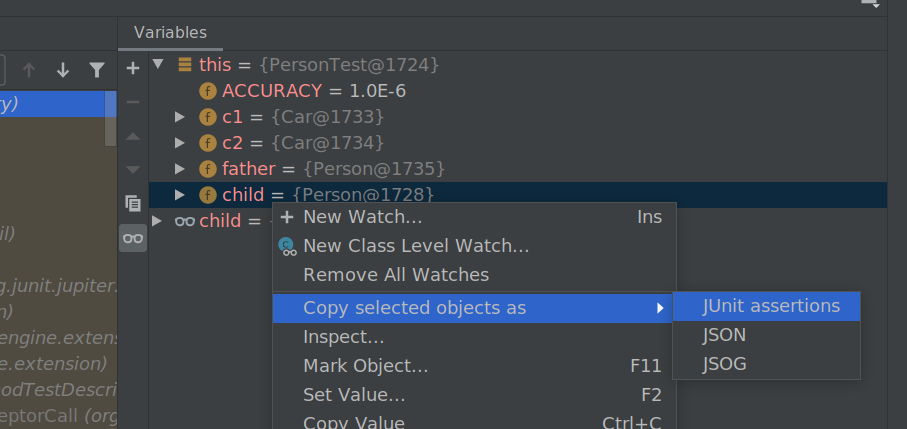 Variables
this = {PersonTest@1724}
ACCURACY = 1.0E-6
c1 = {Car@1733}
c2 = {Car@1734}
father = {Person@1735}
child = {Person@1728}
child =
New Watch... Ins
New Class Level Watch...
Remove All Watches
Copy selected objects as
Inspect...
Mark Object... F11
Set Value... F2
Copy Value Ctrl+C
JUnit assertions
JSON
JSOG
y)
il)
g.junit.jupiter.
n)
engine.extens
e.extension)
odTestDescri
eptorCall (org